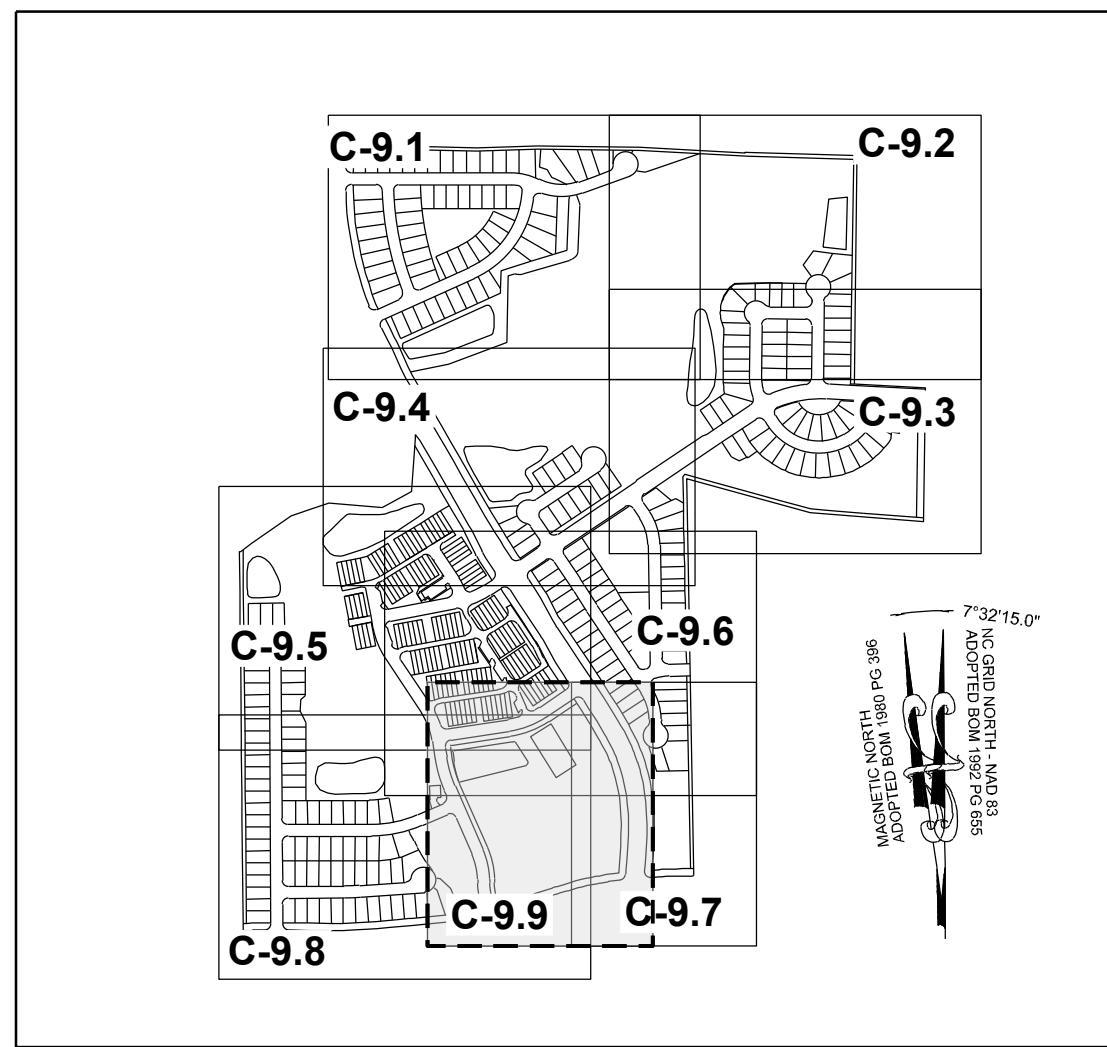 C-9.1
C-9.2
C-9.4
C-9.3
C-9.5
C-9.6
7°32'15.0"
NC GRID NORTH - NAD 83
ADOPTED BOM 1992 PG 655
MAGNETIC NORTH
ADOPTED BOM 1980 PG 396
C-9.9
C-9.7
C-9.8